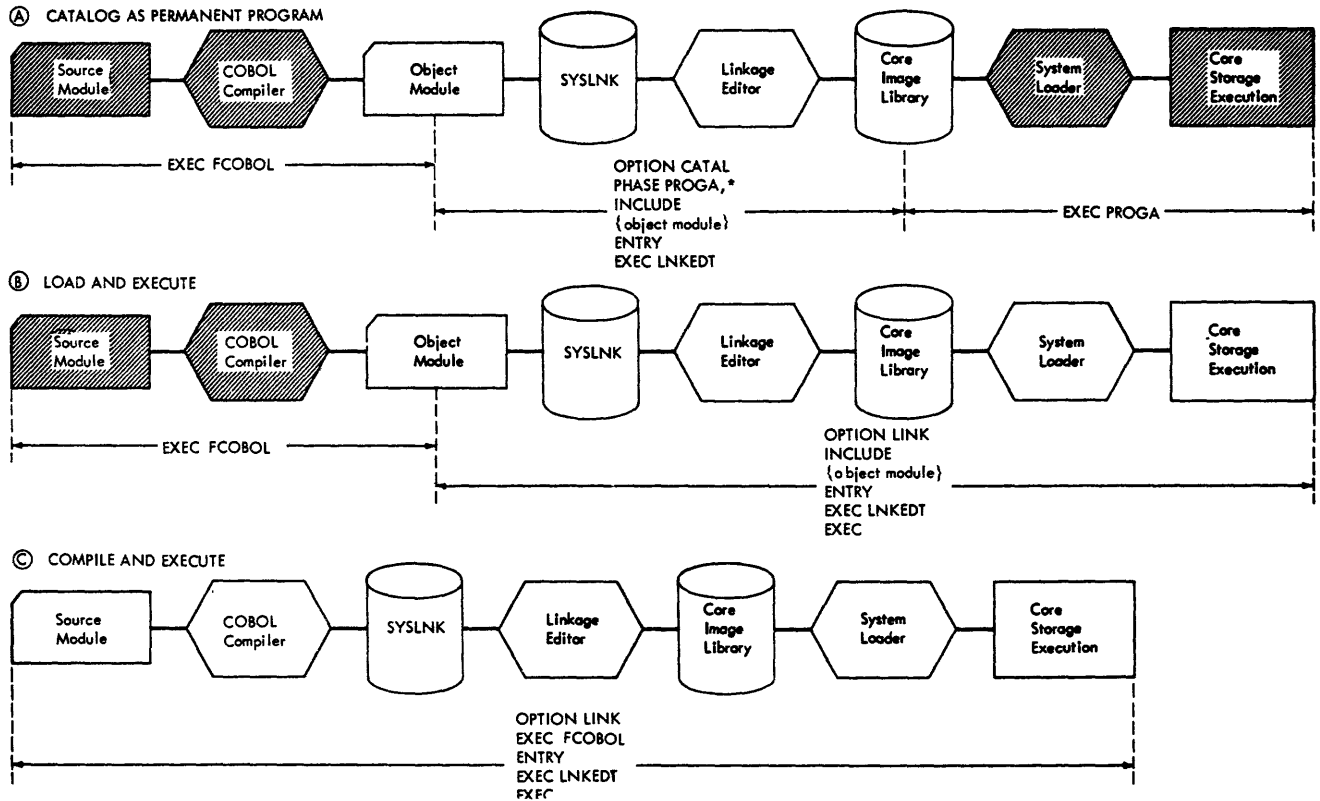 A CATALOG AS PERMANENT PROGRAM
Source
Module
COBOL
Compiler
Object
Module
SYSLNK
Linkage
Editor
Core
Image
Library
System
Loader
Core
Storage
Execution
EXEC FCOBOL
OPTION CATAL
PHASE PROGA,*
INCLUDE
{object module}
ENTRY
EXEC LNKEDT
EXEC PROGA
B LOAD AND EXECUTE
Source
Module
COBOL
Compiler
Object
Module
SYSLNK
Linkage
Editor
Core
Image
Library
System
Loader
Core
Storage
Execution
EXEC FCOBOL
OPTION LINK
INCLUDE
{object module}
ENTRY
EXEC LNKEDT
EXEC
C COMPILE AND EXECUTE
Source
Module
COBOL
Compiler
SYSLNK
Linkage
Editor
Core
Image
Library
System
Loader
Core
Storage
Execution
OPTION LINK
EXEC FCOBOL
ENTRY
EXEC LNKEDT
EXEC